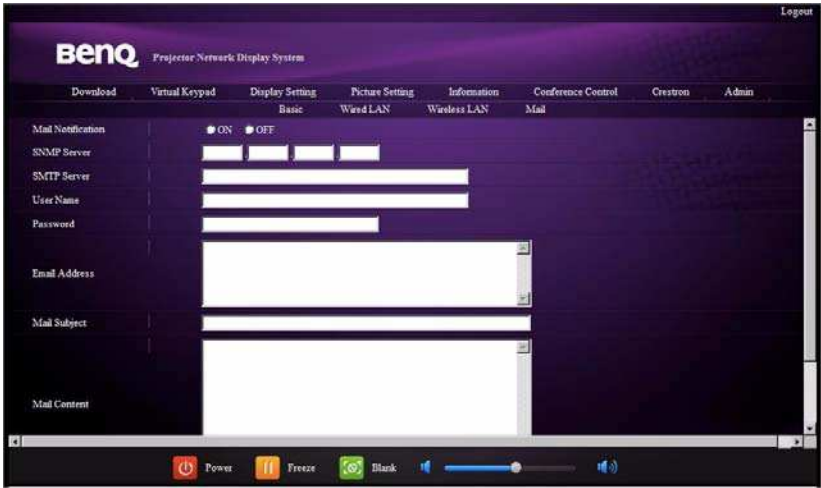 Logout
BenQ Projector Network Display System
Download Virtual Keypad Display Setting Picture Setting Information Conference Control Crestron Admin
Basic Wired LAN Wireless LAN Mail
Mail Notification ON OFF
SNMP Server . . .
SMTP Server
User Name
Password
Email Address
Mail Subject
Mail Content
Power Freeze Blank